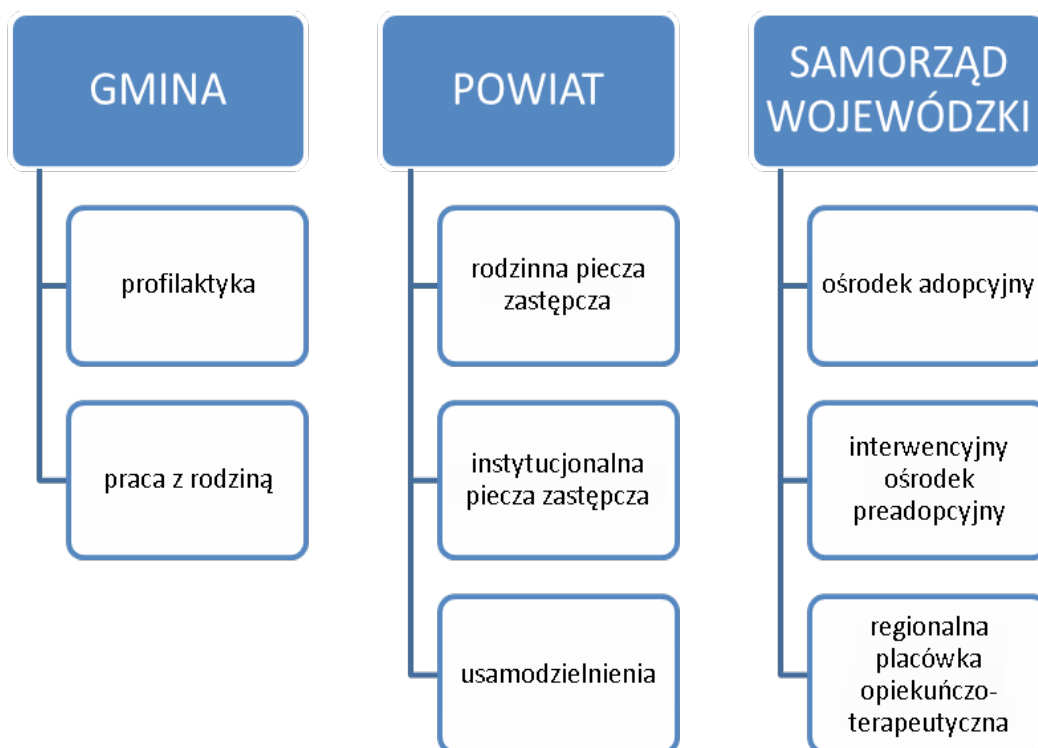 GMINA
profilaktyka
praca z rodziną
POWIAT
rodzinna piecza
zastępcza
instytucjonalna
piecza zastępcza
usamodzielnienia
SAMORZĄD
WOJEWÓDZKI
ośrodek adopcyjny
interwencyjny
ośrodek
preadopcyjny
regionalna
placówka
opiekuńczo-
terapeutyczna